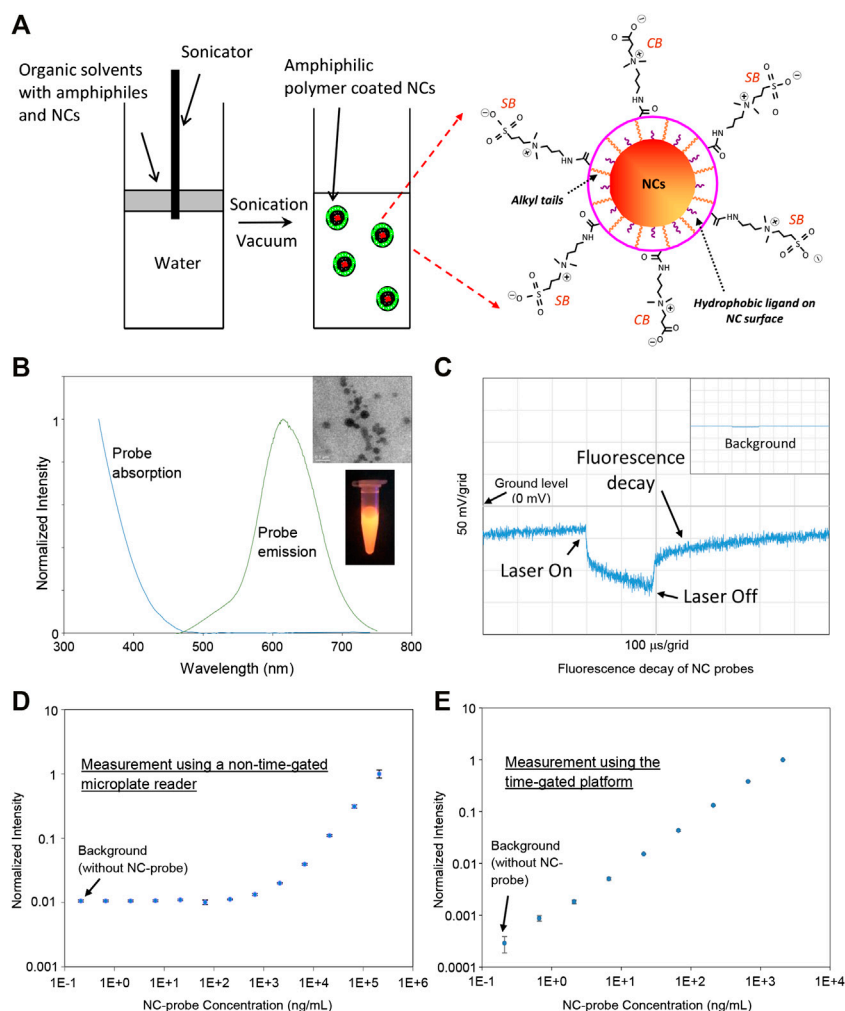 A
Organic solvents
with amphiphiles
and NCs
Sonicator
Amphiphilic
polymer coated NCs
Sonication
Vacuum
Water
CB
SB
SB
NCs
Alkyl tails
SB
SB
CB
Hydrophobic ligand on
NC surface
B
Normalized Intensity
1
0
Probe
absorption
Probe
emission
300 400 500 600 700 800
Wavelength (nm)
C
50 mV/grid
Background
Fluorescence
decay
Ground level
(0 mV)
Laser On
Laser Off
100 µs/grid
Fluorescence decay of NC probes
D
Normalized Intensity
10
1
0.1
0.01
0.001
Measurement using a non-time-gated
microplate reader
Background
(without NC-probe)
1E-1 1E+0 1E+1 1E+2 1E+3 1E+4 1E+5 1E+6
NC-probe Concentration (ng/mL)
E
Normalized Intensity
10
1
0.1
0.01
0.001
0.0001
Measurement using the
time-gated platform
Background
(without NC-
probe)
1E-1 1E+0 1E+1 1E+2 1E+3 1E+4
NC-probe Concentration (ng/mL)